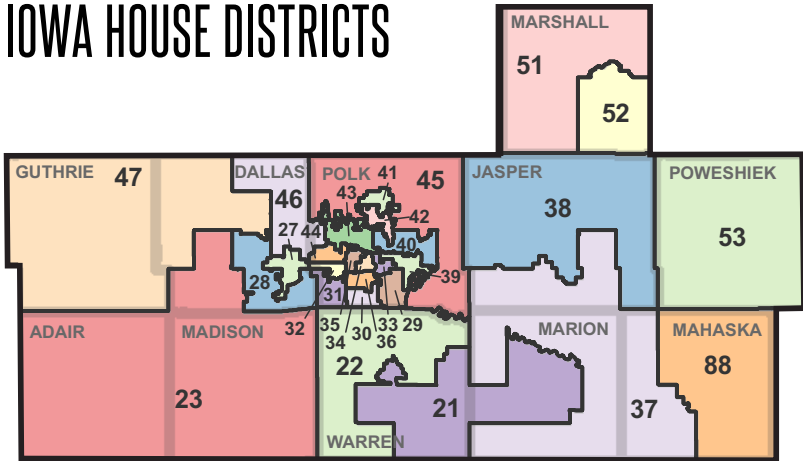 IOWA HOUSE DISTRICTS
MARSHALL
51
52
GUTHRIE 47
DALLAS
46
POLK 41
45
43
42
JASPER
38
POWESHIEK
53
27 44
40
28
39
31
32 35 33 29
34 30 36
ADAIR
MADISON
23
22
WARREN
21
MARION
37
MAHASKA
88